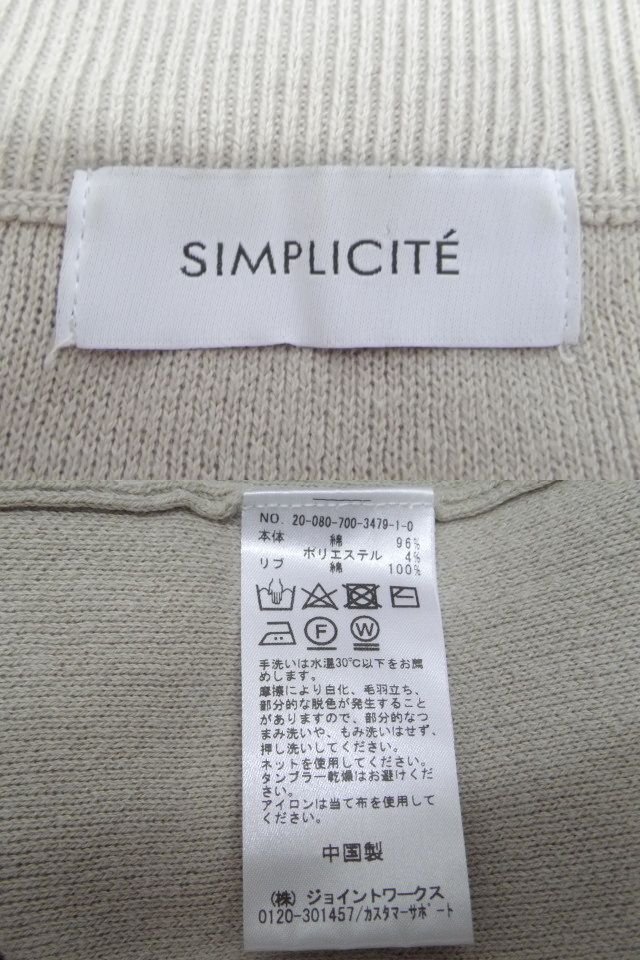 SIMPLICITÉ
NO. 20-080-700-3479-1-0
本体 綿 96%
ポリエステル 4%
リブ 綿 100%
F W
手洗いは水温30℃以下をお薦
めします。
摩擦により白化、毛羽立ち、
部分的な脱色が発生すること
がありますので、部分的なつ
まみ洗いや、もみ洗いはせず、
押し洗いしてください。
ネットを使用してください。
タンブラー乾燥はお避けくだ
さい。
アイロンは当て布を使用して
ください。
中国製
(株) ジョイントワークス
0120-301457/カスタマーサポート